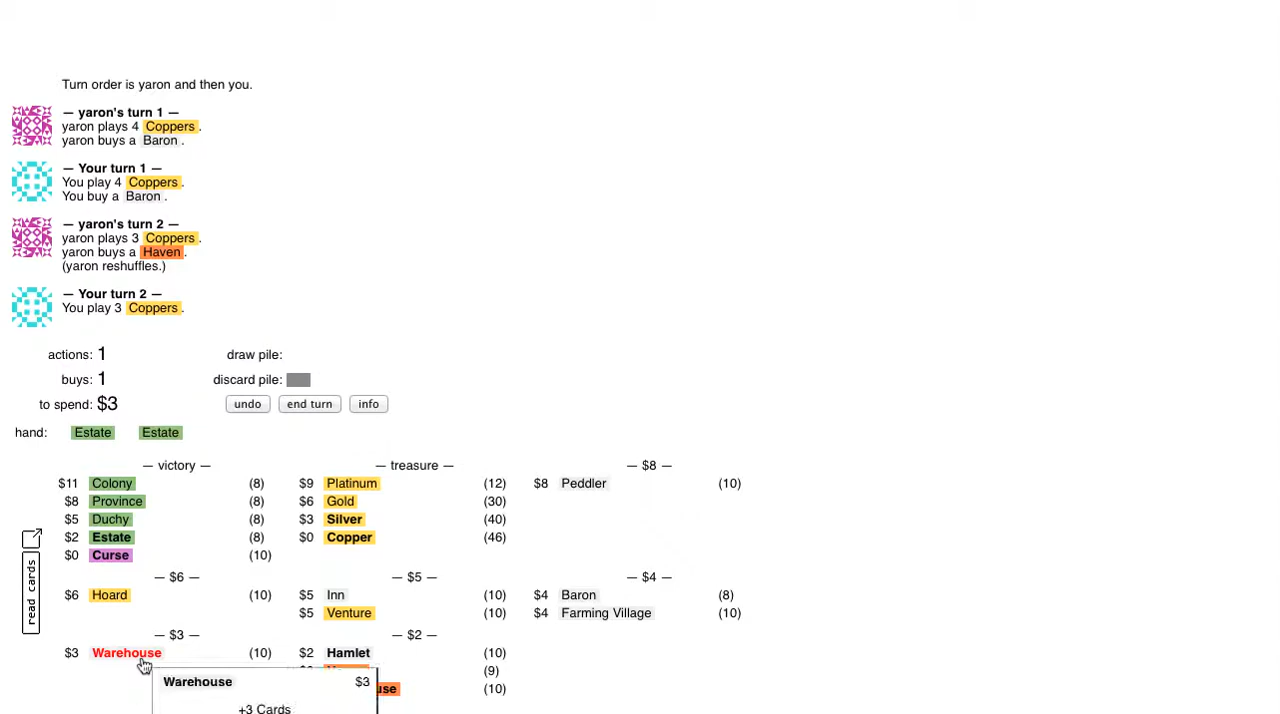 Turn order is yaron and then you.
— yaron's turn 1 —
yaron plays 4 Coppers.
yaron buys a Baron.
— Your turn 1 —
You play 4 Coppers.
You buy a Baron.
— yaron's turn 2 —
yaron plays 3 Coppers.
yaron buys a Haven.
(yaron reshuffles.)
— Your turn 2 —
You play 3 Coppers.
actions: 1 draw pile:
buys: 1 discard pile:
to spend: $3 undo end turn info
hand: Estate Estate
— victory — — treasure — — $8 —
$11 Colony (8) $9 Platinum (12) $8 Peddler (10)
$8 Province (8) $6 Gold (30)
$5 Duchy (8) $3 Silver (40)
$2 Estate (8) $0 Copper (46)
$0 Curse (10)
— $6 — — $5 — — $4 —
$6 Hoard (10) $5 Inn (10) $4 Baron (8)
$5 Venture (10) $4 Farming Village (10)
read cards
— $3 — — $2 —
$3 Warehouse (10) $2 Hamlet (10)
(9)
Warehouse $3 use (10)
+3 Cards